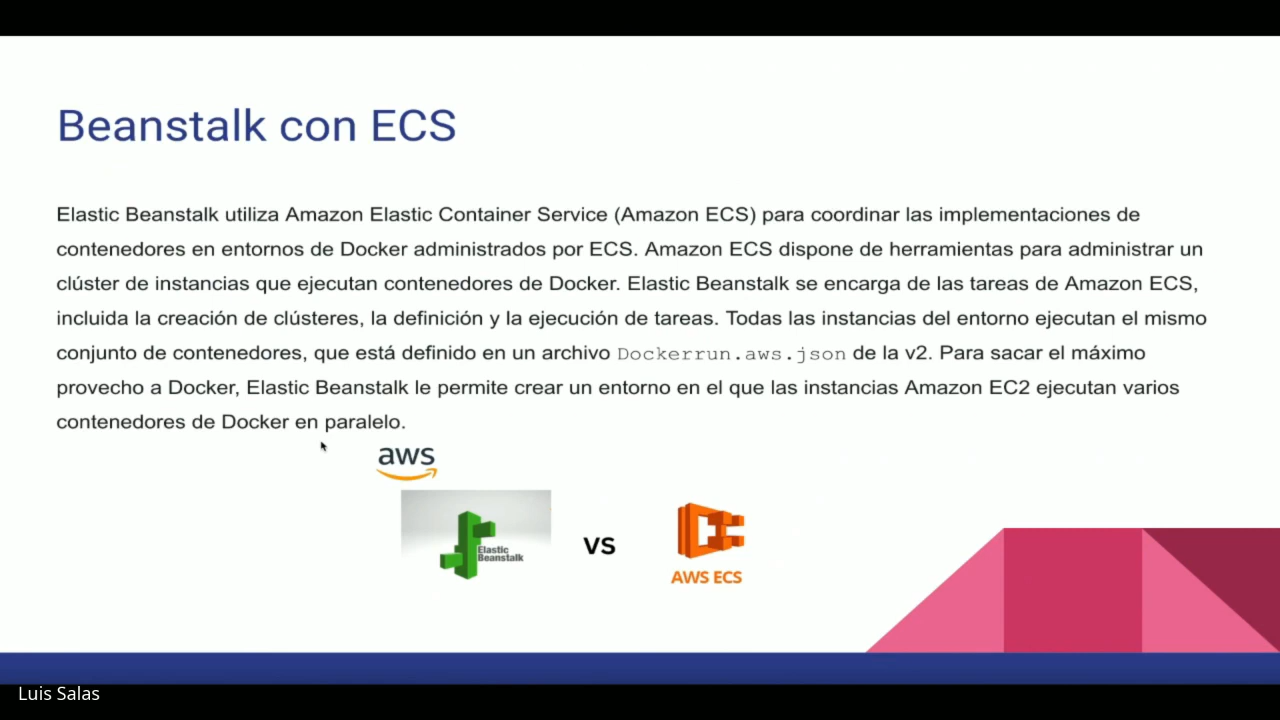 Beanstalk con ECS
Elastic Beanstalk utiliza Amazon Elastic Container Service (Amazon ECS) para coordinar las implementaciones de
contenedores en entornos de Docker administrados por ECS. Amazon ECS dispone de herramientas para administrar un
clúster de instancias que ejecutan contenedores de Docker. Elastic Beanstalk se encarga de las tareas de Amazon ECS,
incluida la creación de clústeres, la definición y la ejecución de tareas. Todas las instancias del entorno ejecutan el mismo
conjunto de contenedores, que está definido en un archivo Dockerrun.aws.json de la v2. Para sacar el máximo
provecho a Docker, Elastic Beanstalk le permite crear un entorno en el que las instancias Amazon EC2 ejecutan varios
contenedores de Docker en paralelo.
aws
Elastic
Beanstalk
vs
AWS ECS
Luis Salas